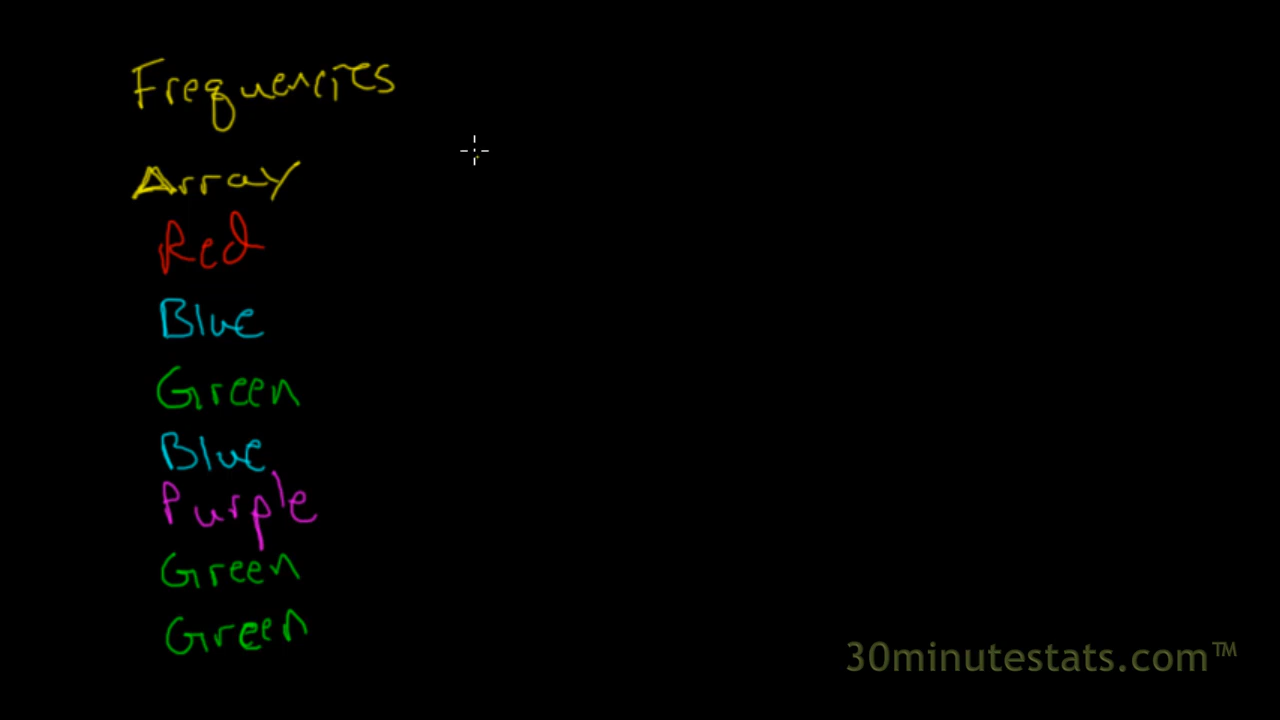 Frequencies
Array
Red
Blue
Green
Blue
Purple
Green
Green
30minutestats.com™